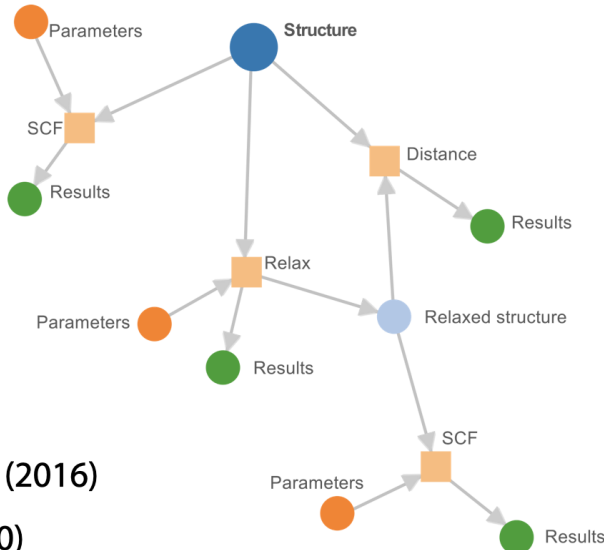 Parameters
Structure
SCF
Distance
Results
Results
Relax
Parameters
Relaxed structure
Results
SCF
(2016)
Parameters
0)
Results